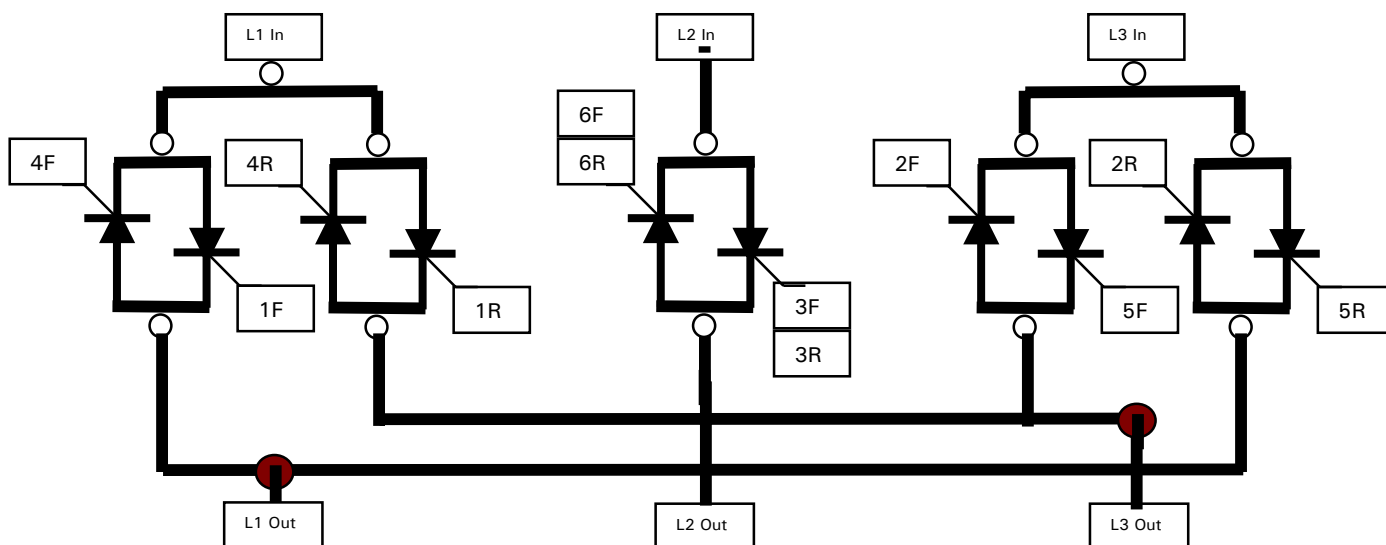 L1 In
L2 In
L3 In
6F
4F
4R
6R
2F
2R
1F
1R
3F
5F
5R
3R
L1 Out
L2 Out
L3 Out